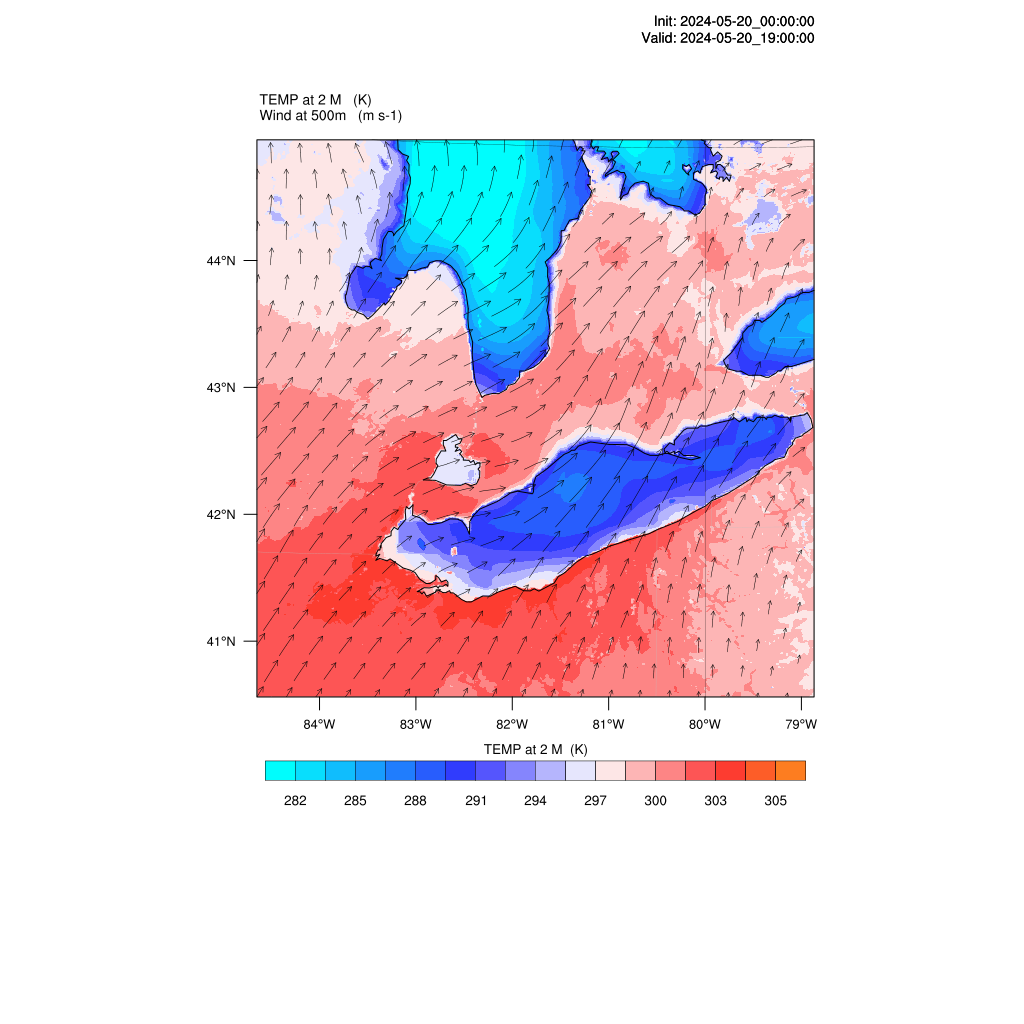 Init: 2024-05-20_00:00:00
Valid: 2024-05-20_19:00:00
TEMP at 2 M (K)
Wind at 500m (m s-1)
44°N
43°N
42°N
41°N
84°W 83°W 82°W 81°W 80°W 79°W
TEMP at 2 M (K)
282 285 288 291 294 297 300 303 305